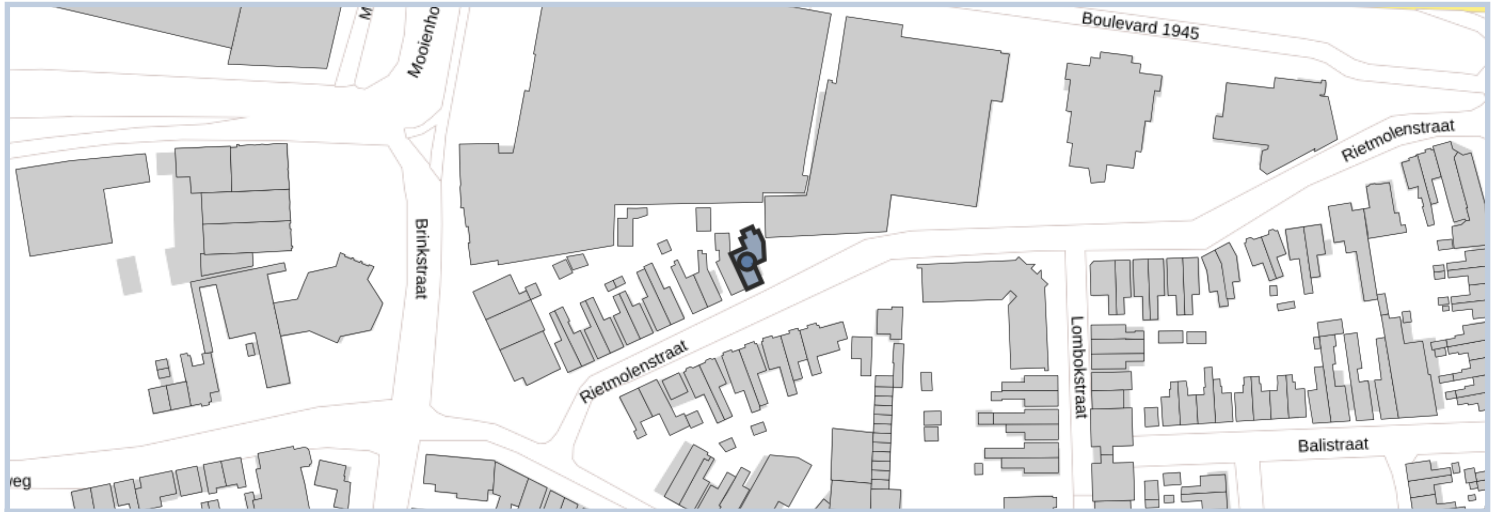 M
Mooienho
Boulevard 1945
Rietmolenstraat
Brinkstraat
Rietmolenstraat
Lombokstraat
Balistraat
weg